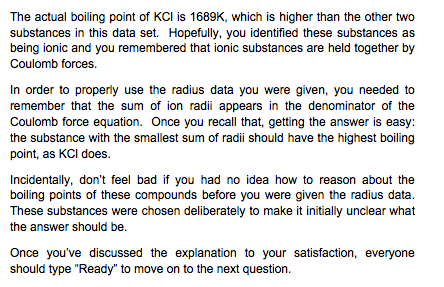 The actual boiling point of KCl is 1689K, which is higher than the other two
substances in this data set.  Hopefully, you identified these substances as
being ionic and you remembered that ionic substances are held together by
Coulomb forces.
In order to properly use the radius data you were given, you needed to
remember that the sum of ion radii appears in the denominator of the
Coulomb force equation.  Once you recall that, getting the answer is easy:
the substance with the smallest sum of radii should have the highest boiling
point, as KCl does.
Incidentally, don't feel bad if you had no idea how to reason about the
boiling points of these compounds before you were given the radius data.
These substances were chosen deliberately to make it initially unclear what
the answer should be.
Once you've discussed the explanation to your satisfaction, everyone
should type "Ready" to move on to the next question.